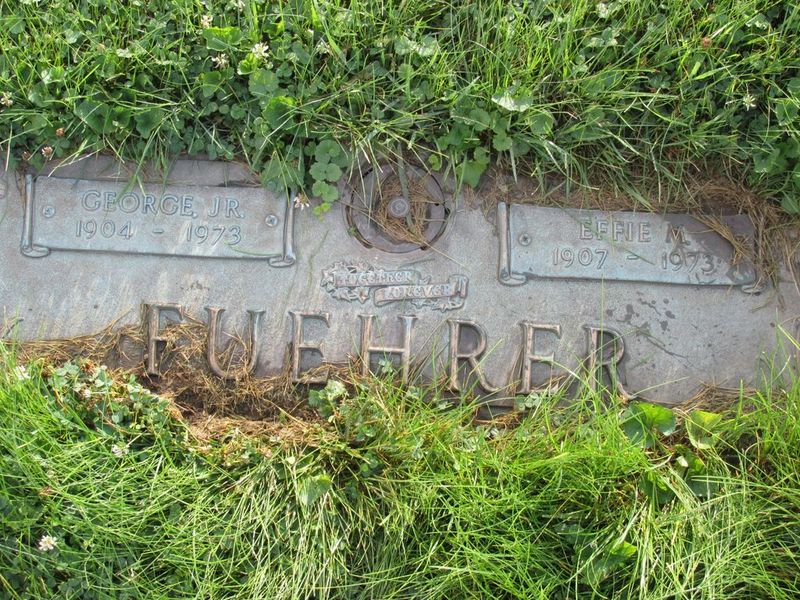 GEORGE, JR.
1904 - 1973
EFFIE M.
1907 - 1973
TOGETHER
FOREVER
FUEHRER